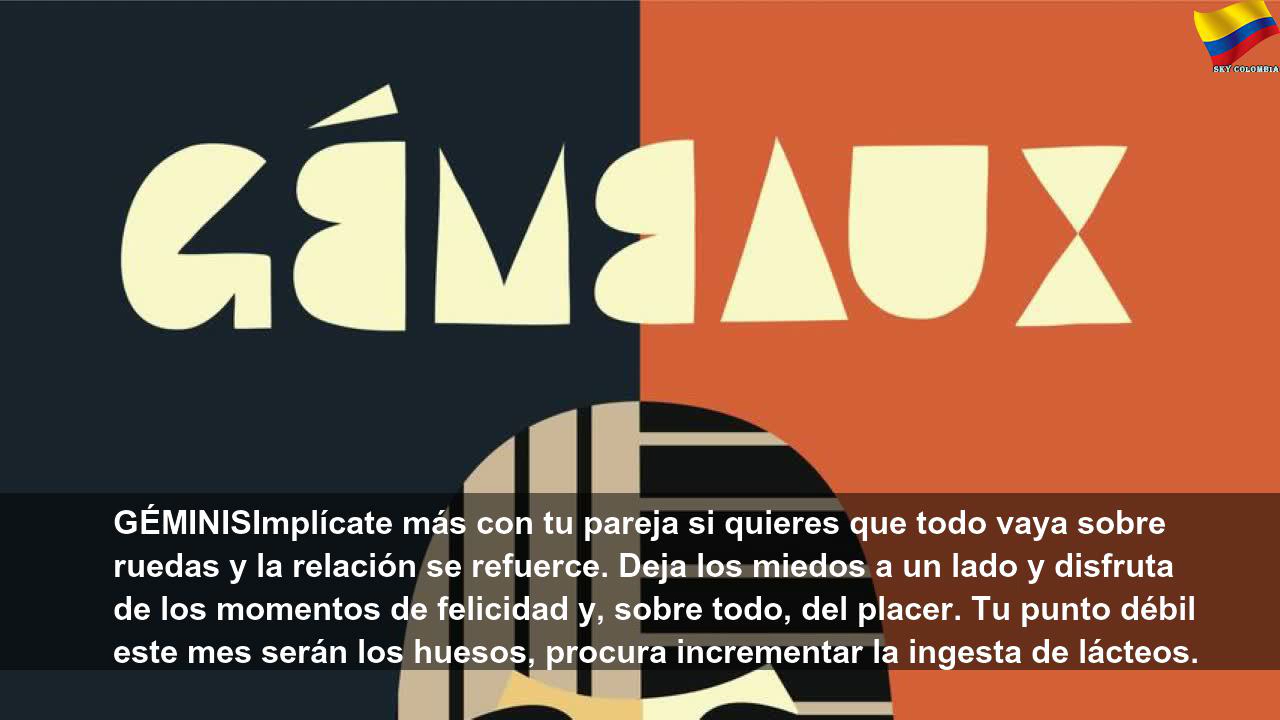 SKY COLOMBIA
GÉMEAUX
GÉMINISImplícate más con tu pareja si quieres que todo vaya sobre
ruedas y la relación se refuerce. Deja los miedos a un lado y disfruta
de los momentos de felicidad y, sobre todo, del placer. Tu punto débil
este mes serán los huesos, procura incrementar la ingesta de lácteos.